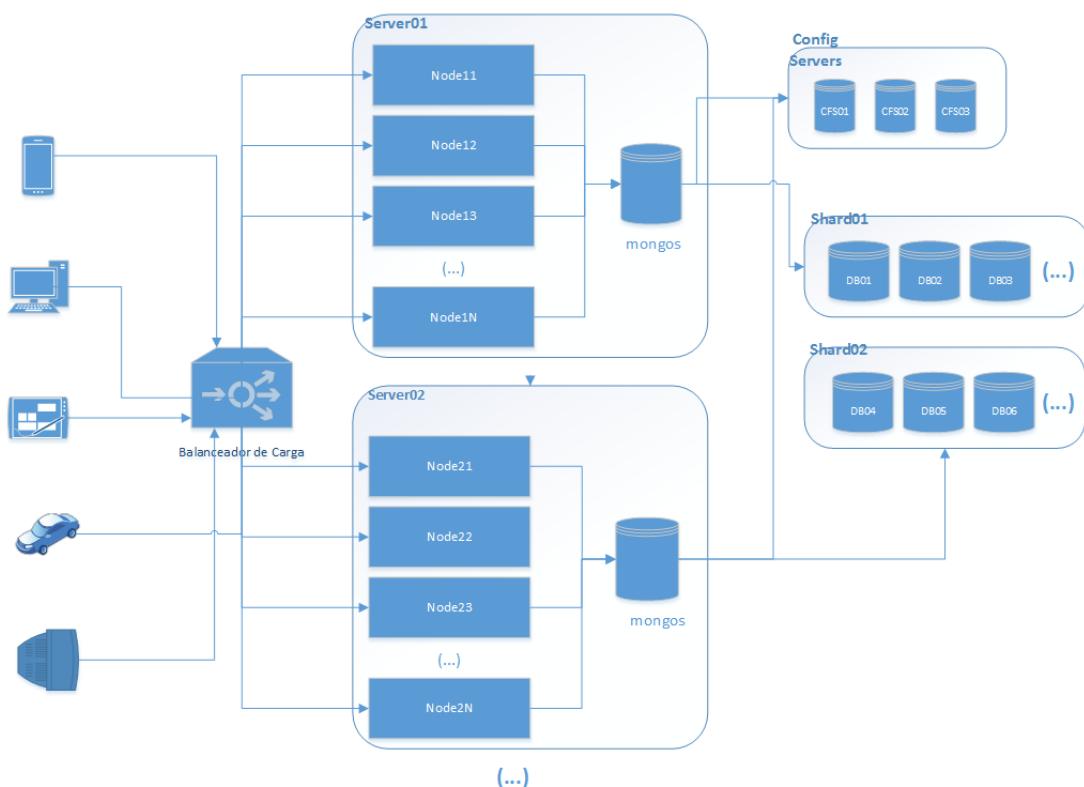 Server01
Node11
Node12
Node13
(...)
Node1N
mongos
Config
Servers
CFS01
CFS02
CFS03
Shard01
DB01
DB02
DB03
(...)
Shard02
DB04
DB05
DB06
(...)
Balanceador de Carga
Server02
Node21
Node22
Node23
(...)
Node2N
mongos
(...)